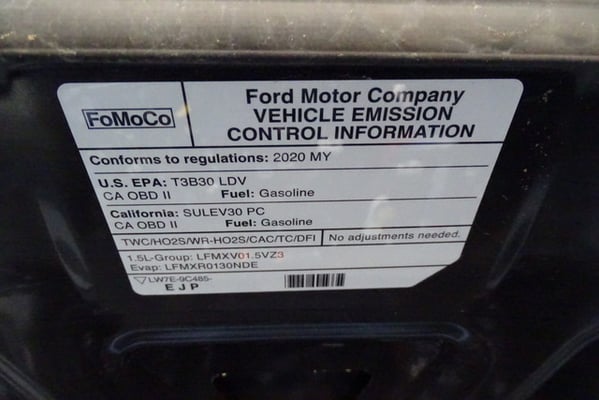 FoMoCo
Ford Motor Company
VEHICLE EMISSION
CONTROL INFORMATION
Conforms to regulations: 2020 MY
U.S. EPA: T3B30 LDV
CA OBD II Fuel: Gasoline
California: SULEV30 PC
CA OBD II Fuel: Gasoline
TWC/HO2S/WR-HO2S/CAC/TC/DFI No adjustments needed.
1.5L-Group: LFMXV01.5VZ3
Evap: LFMXR0130NDE
LW7E-9C485-
E J P